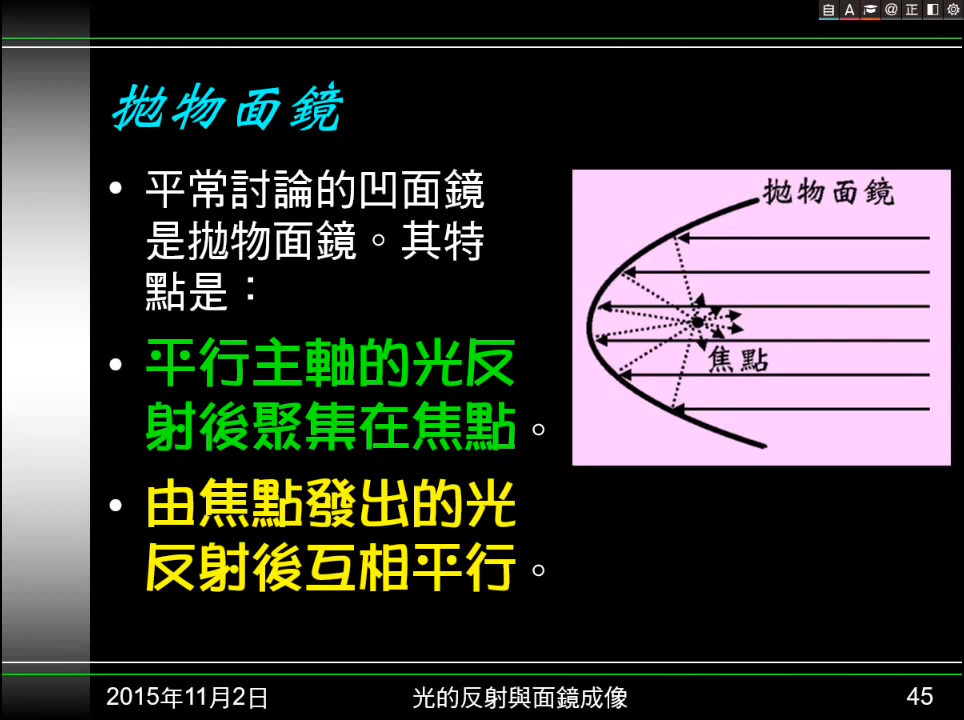 自 A @ 正
拋物面鏡
• 平常討論的凹面鏡
是拋物面鏡。其特
點是：
• 平行主軸的光反
射後聚集在焦點。
• 由焦點發出的光
反射後互相平行。
拋物面鏡
焦點
2015年11月2日
光的反射與面鏡成像
45